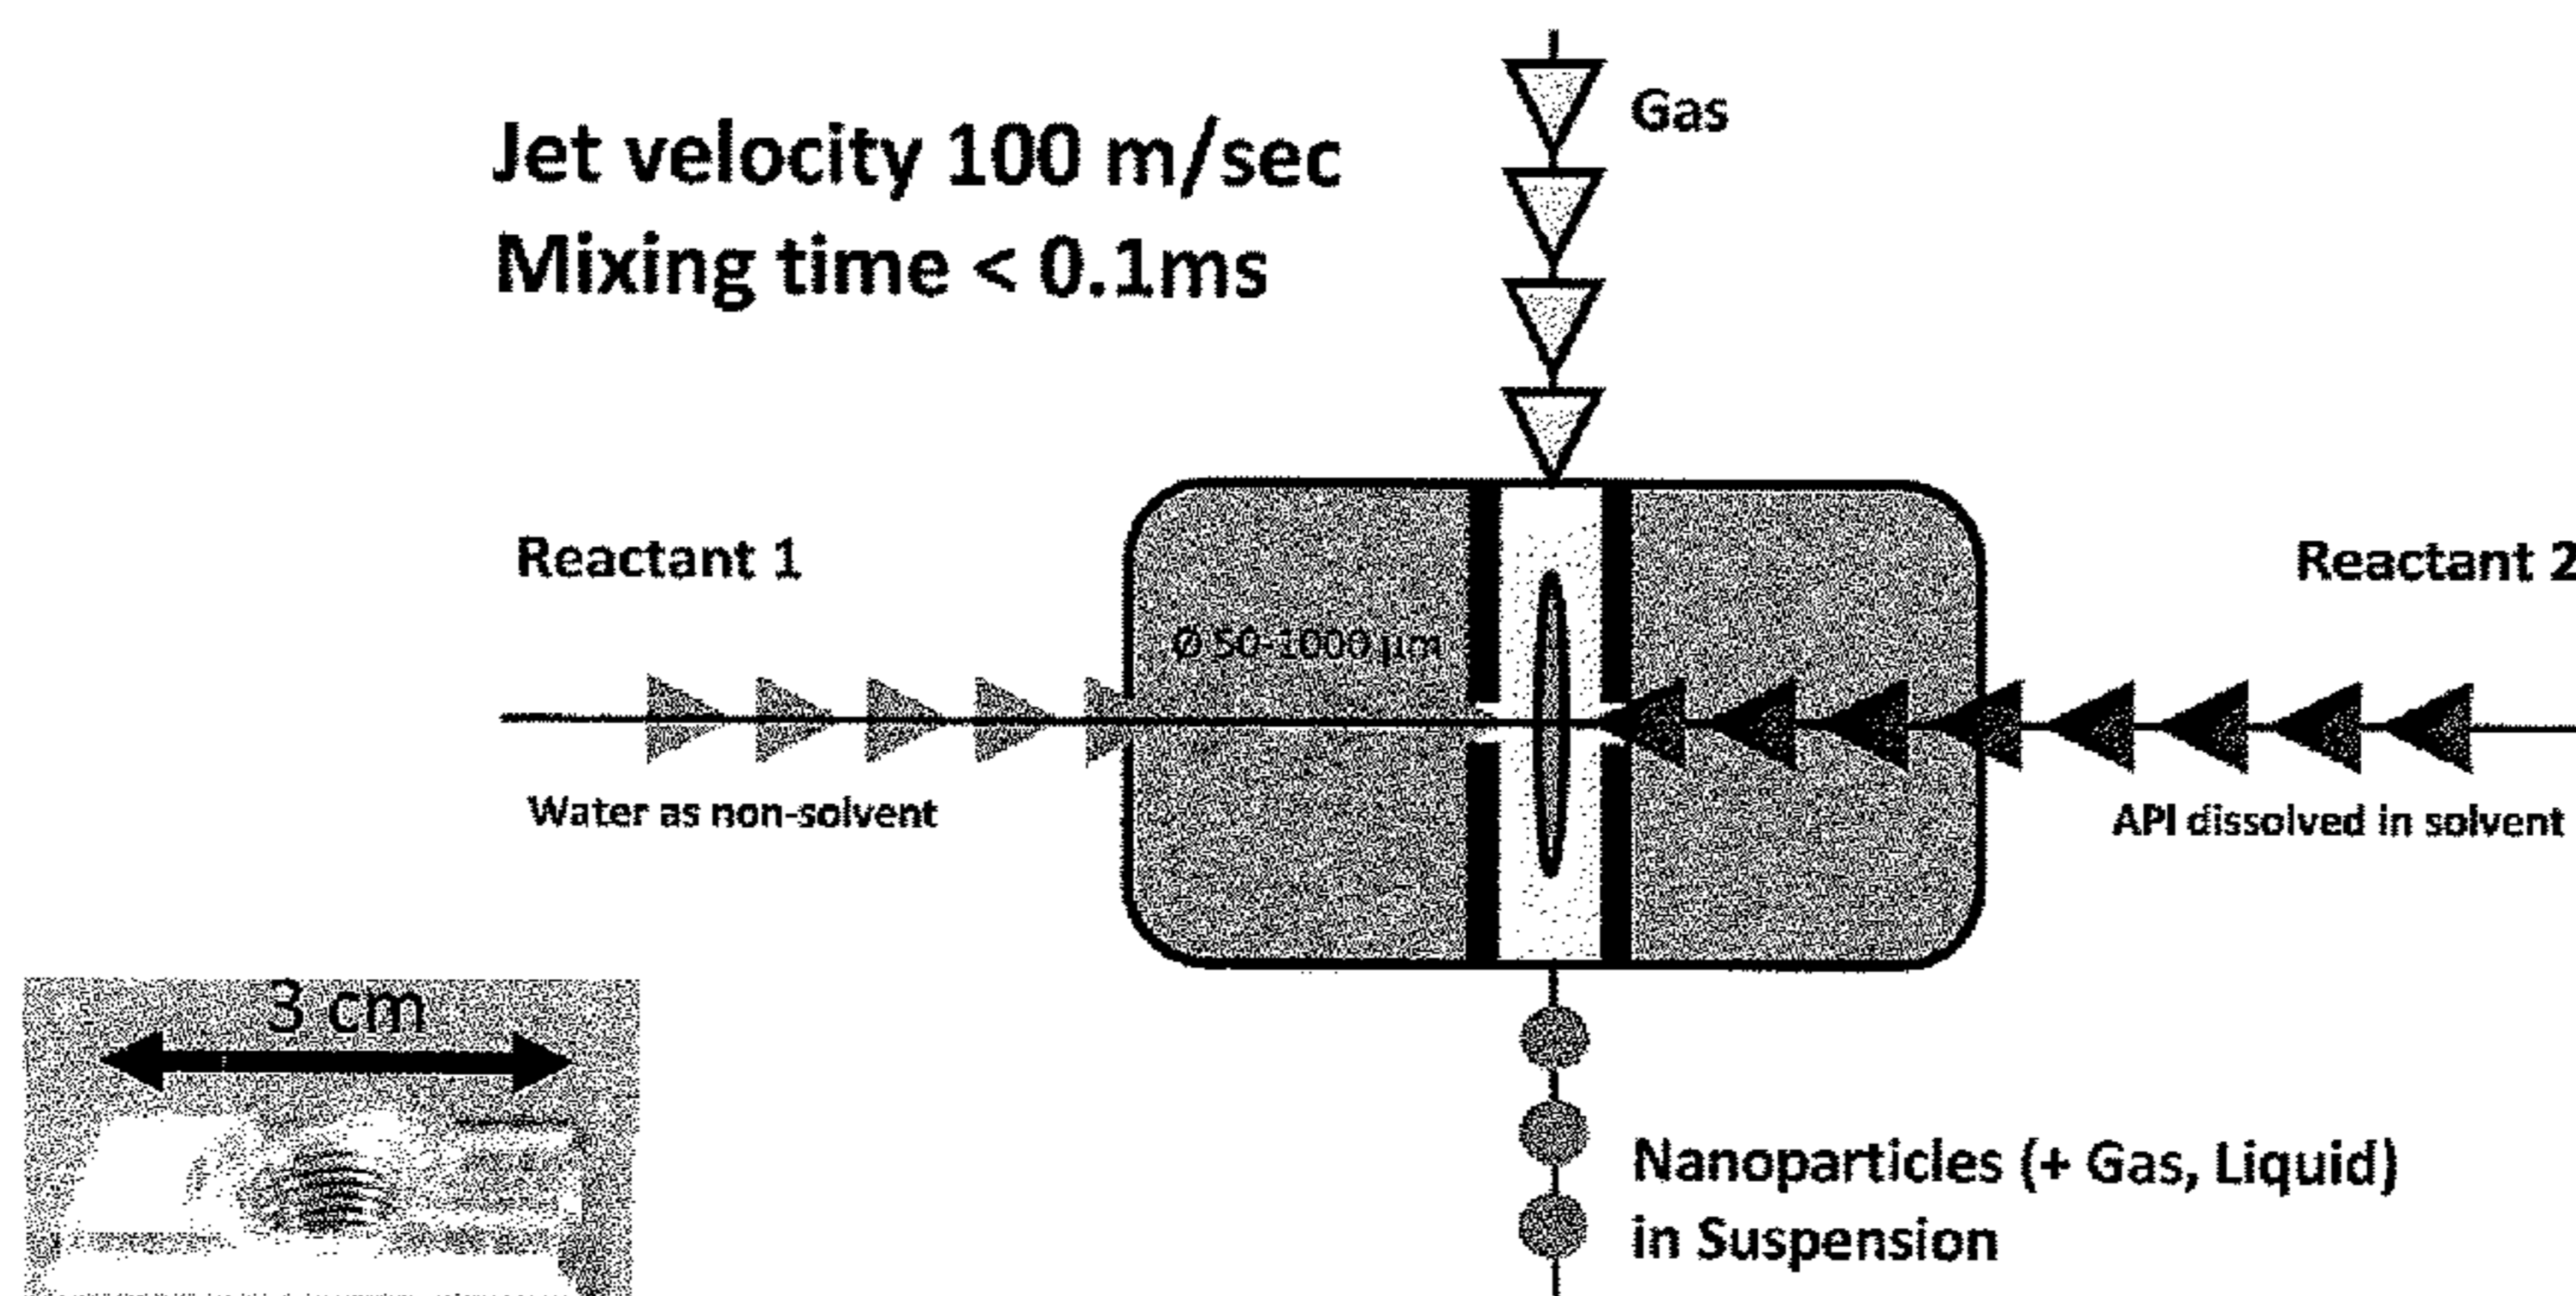 Jet velocity 100 m/sec
Mixing time < 0.1ms
Gas
Reactant 1
Reactant 2
Ø 50-1000 µm
Water as non-solvent
API dissolved in solvent
3 cm
Nanoparticles (+ Gas, Liquid)
in Suspension